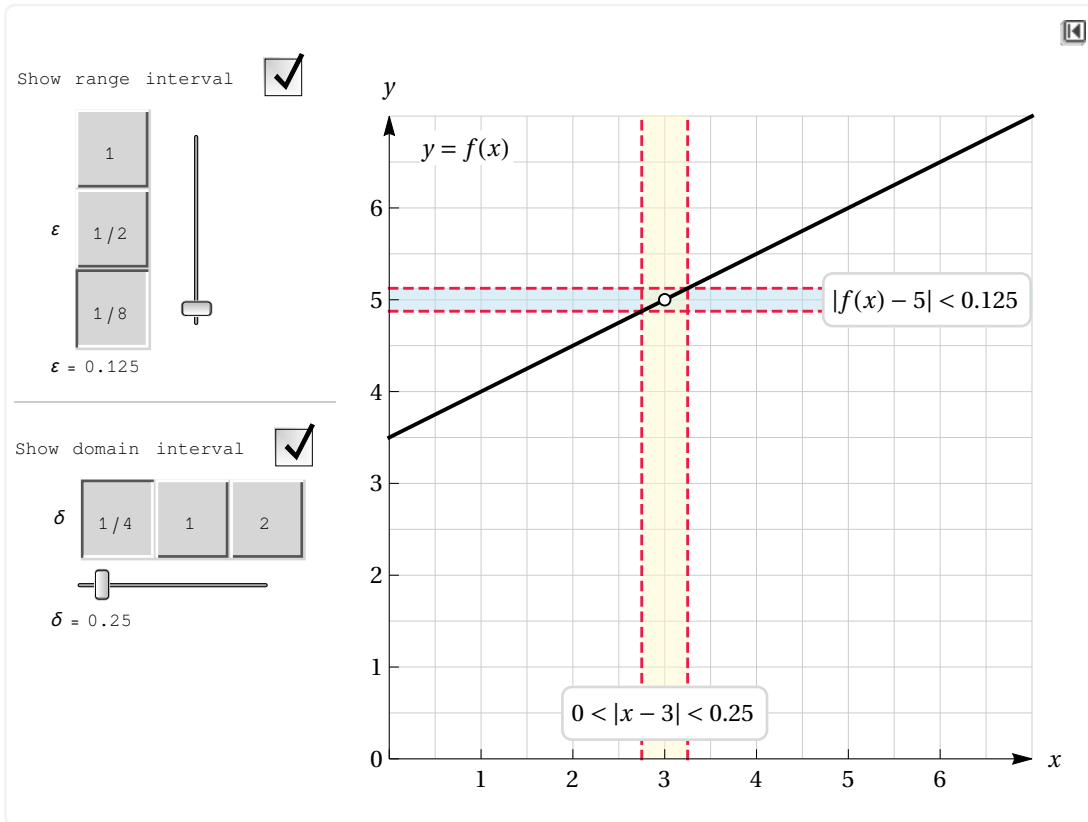 Show range interval
1
ε
1/2
1/8
ε = 0.125
Show domain interval
δ
1/4
1
2
δ = 0.25
y
y = f(x)
6
5
|f(x) − 5| < 0.125
4
3
2
1
0 < |x − 3| < 0.25
0
x
1
2
3
4
5
6